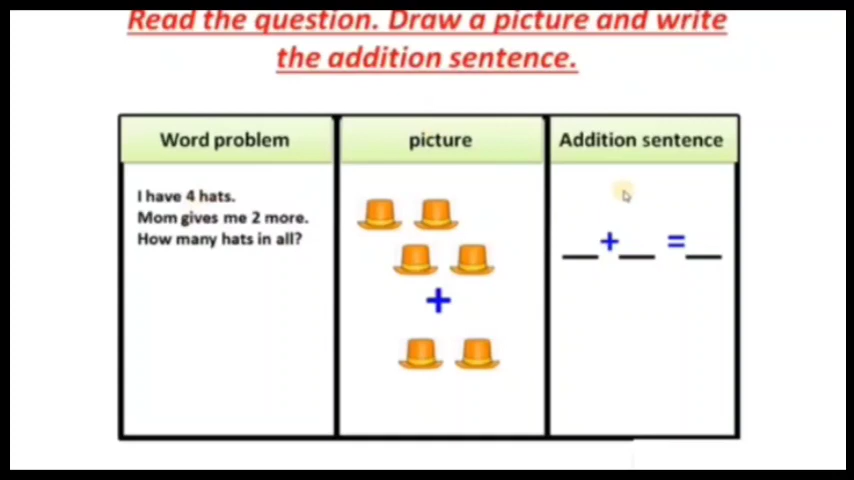 Read the question. Draw a picture and write
the addition sentence.
Word problem
picture
Addition sentence
I have 4 hats.
Mom gives me 2 more.
How many hats in all?
+
__+__ =__